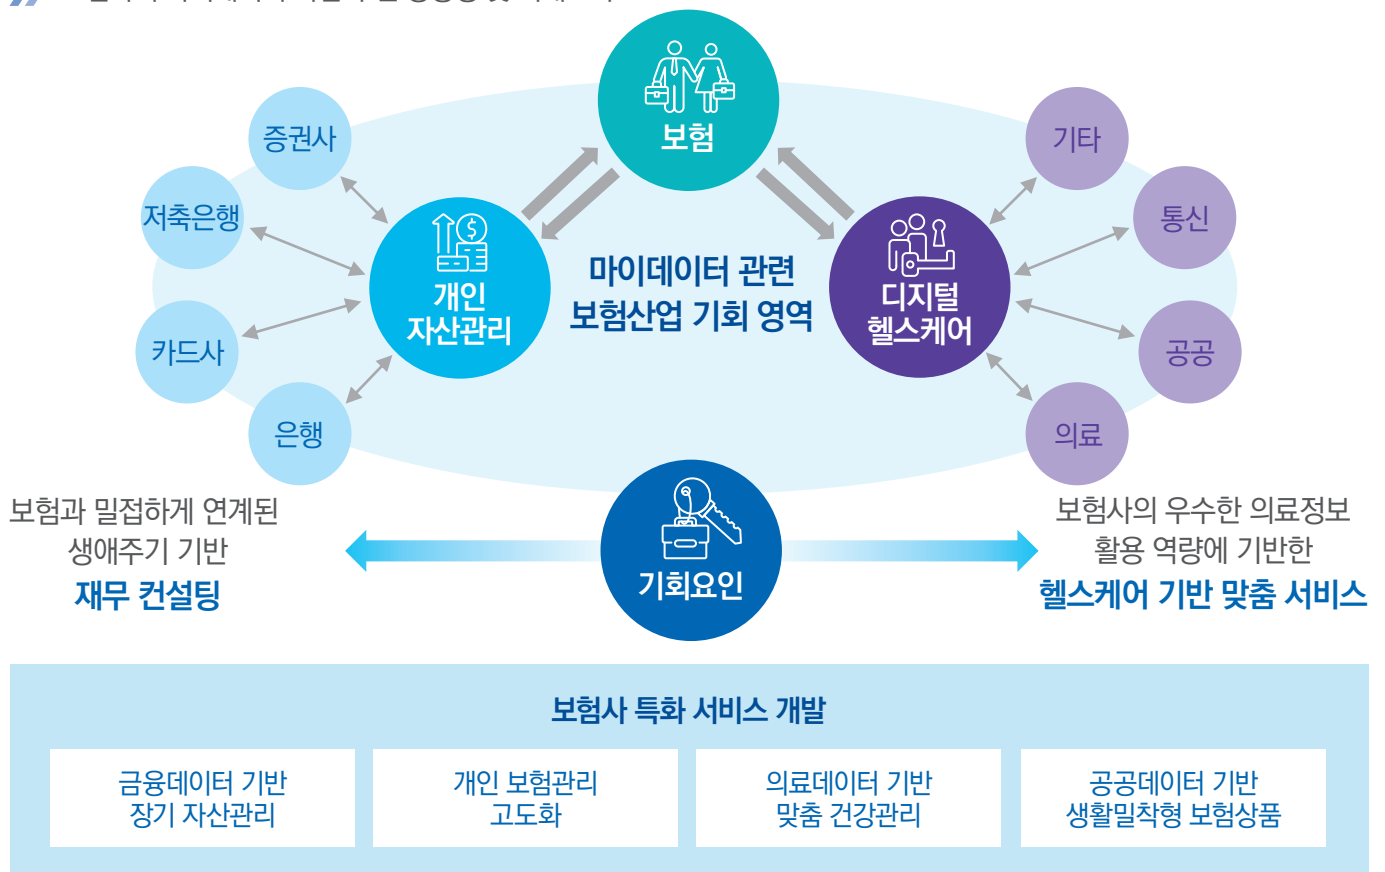 보험
증권사
저축은행
카드사
은행
개인
자산관리
마이데이터 관련
보험산업 기회 영역
디지털
헬스케어
기타
통신
공공
의료
보험과 밀접하게 연계된
생애주기 기반
재무 컨설팅
기회요인
보험사의 우수한 의료정보
활용 역량에 기반한
헬스케어 기반 맞춤 서비스
보험사 특화 서비스 개발
금융데이터 기반
장기 자산관리
개인 보험관리
고도화
의료데이터 기반
맞춤 건강관리
공공데이터 기반
생활밀착형 보험상품